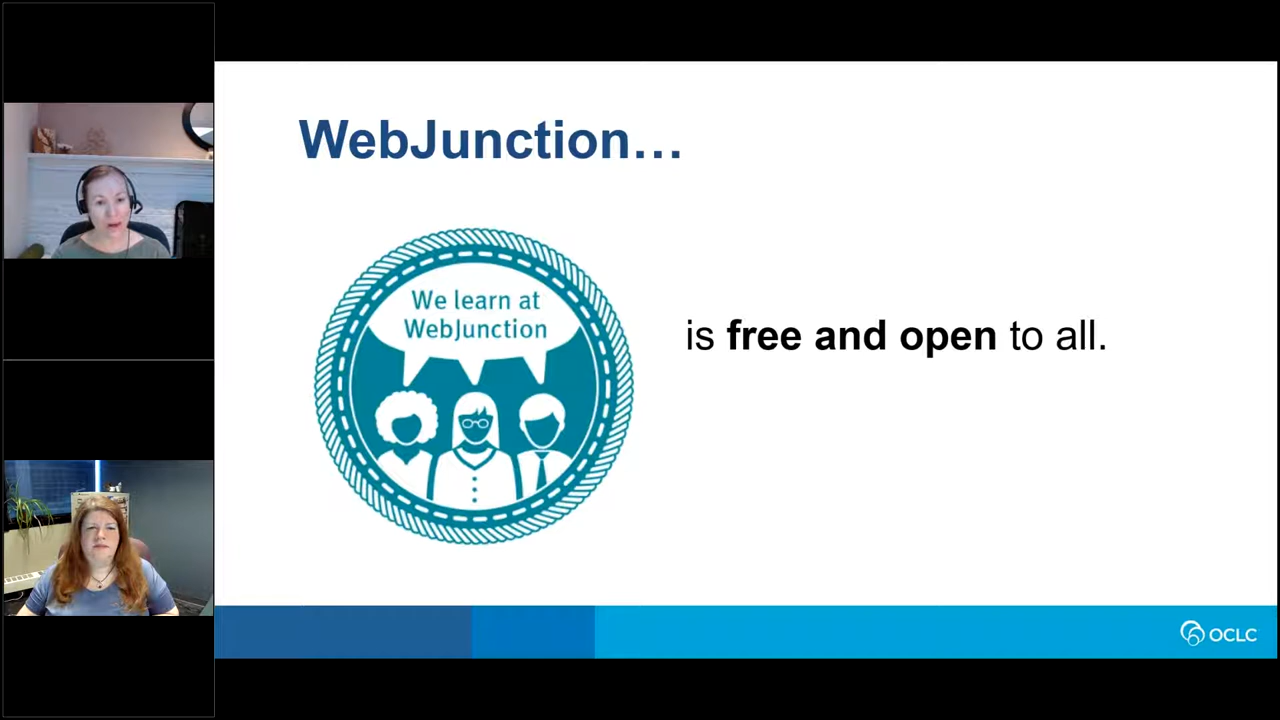 WebJunction…
We learn at
WebJunction
is free and open to all.
OCLC